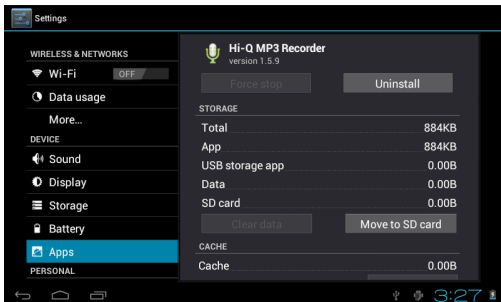 Settings
WIRELESS & NETWORKS
Wi-Fi OFF
Data usage
More...
DEVICE
Sound
Display
Storage
Battery
Apps
PERSONAL
Hi-Q MP3 Recorder
version 1.5.9
Force stop Uninstall
STORAGE
Total 884KB
App 884KB
USB storage app 0.00B
Data 0.00B
SD card 0.00B
Clear data Move to SD card
CACHE
Cache 0.00B
3:27